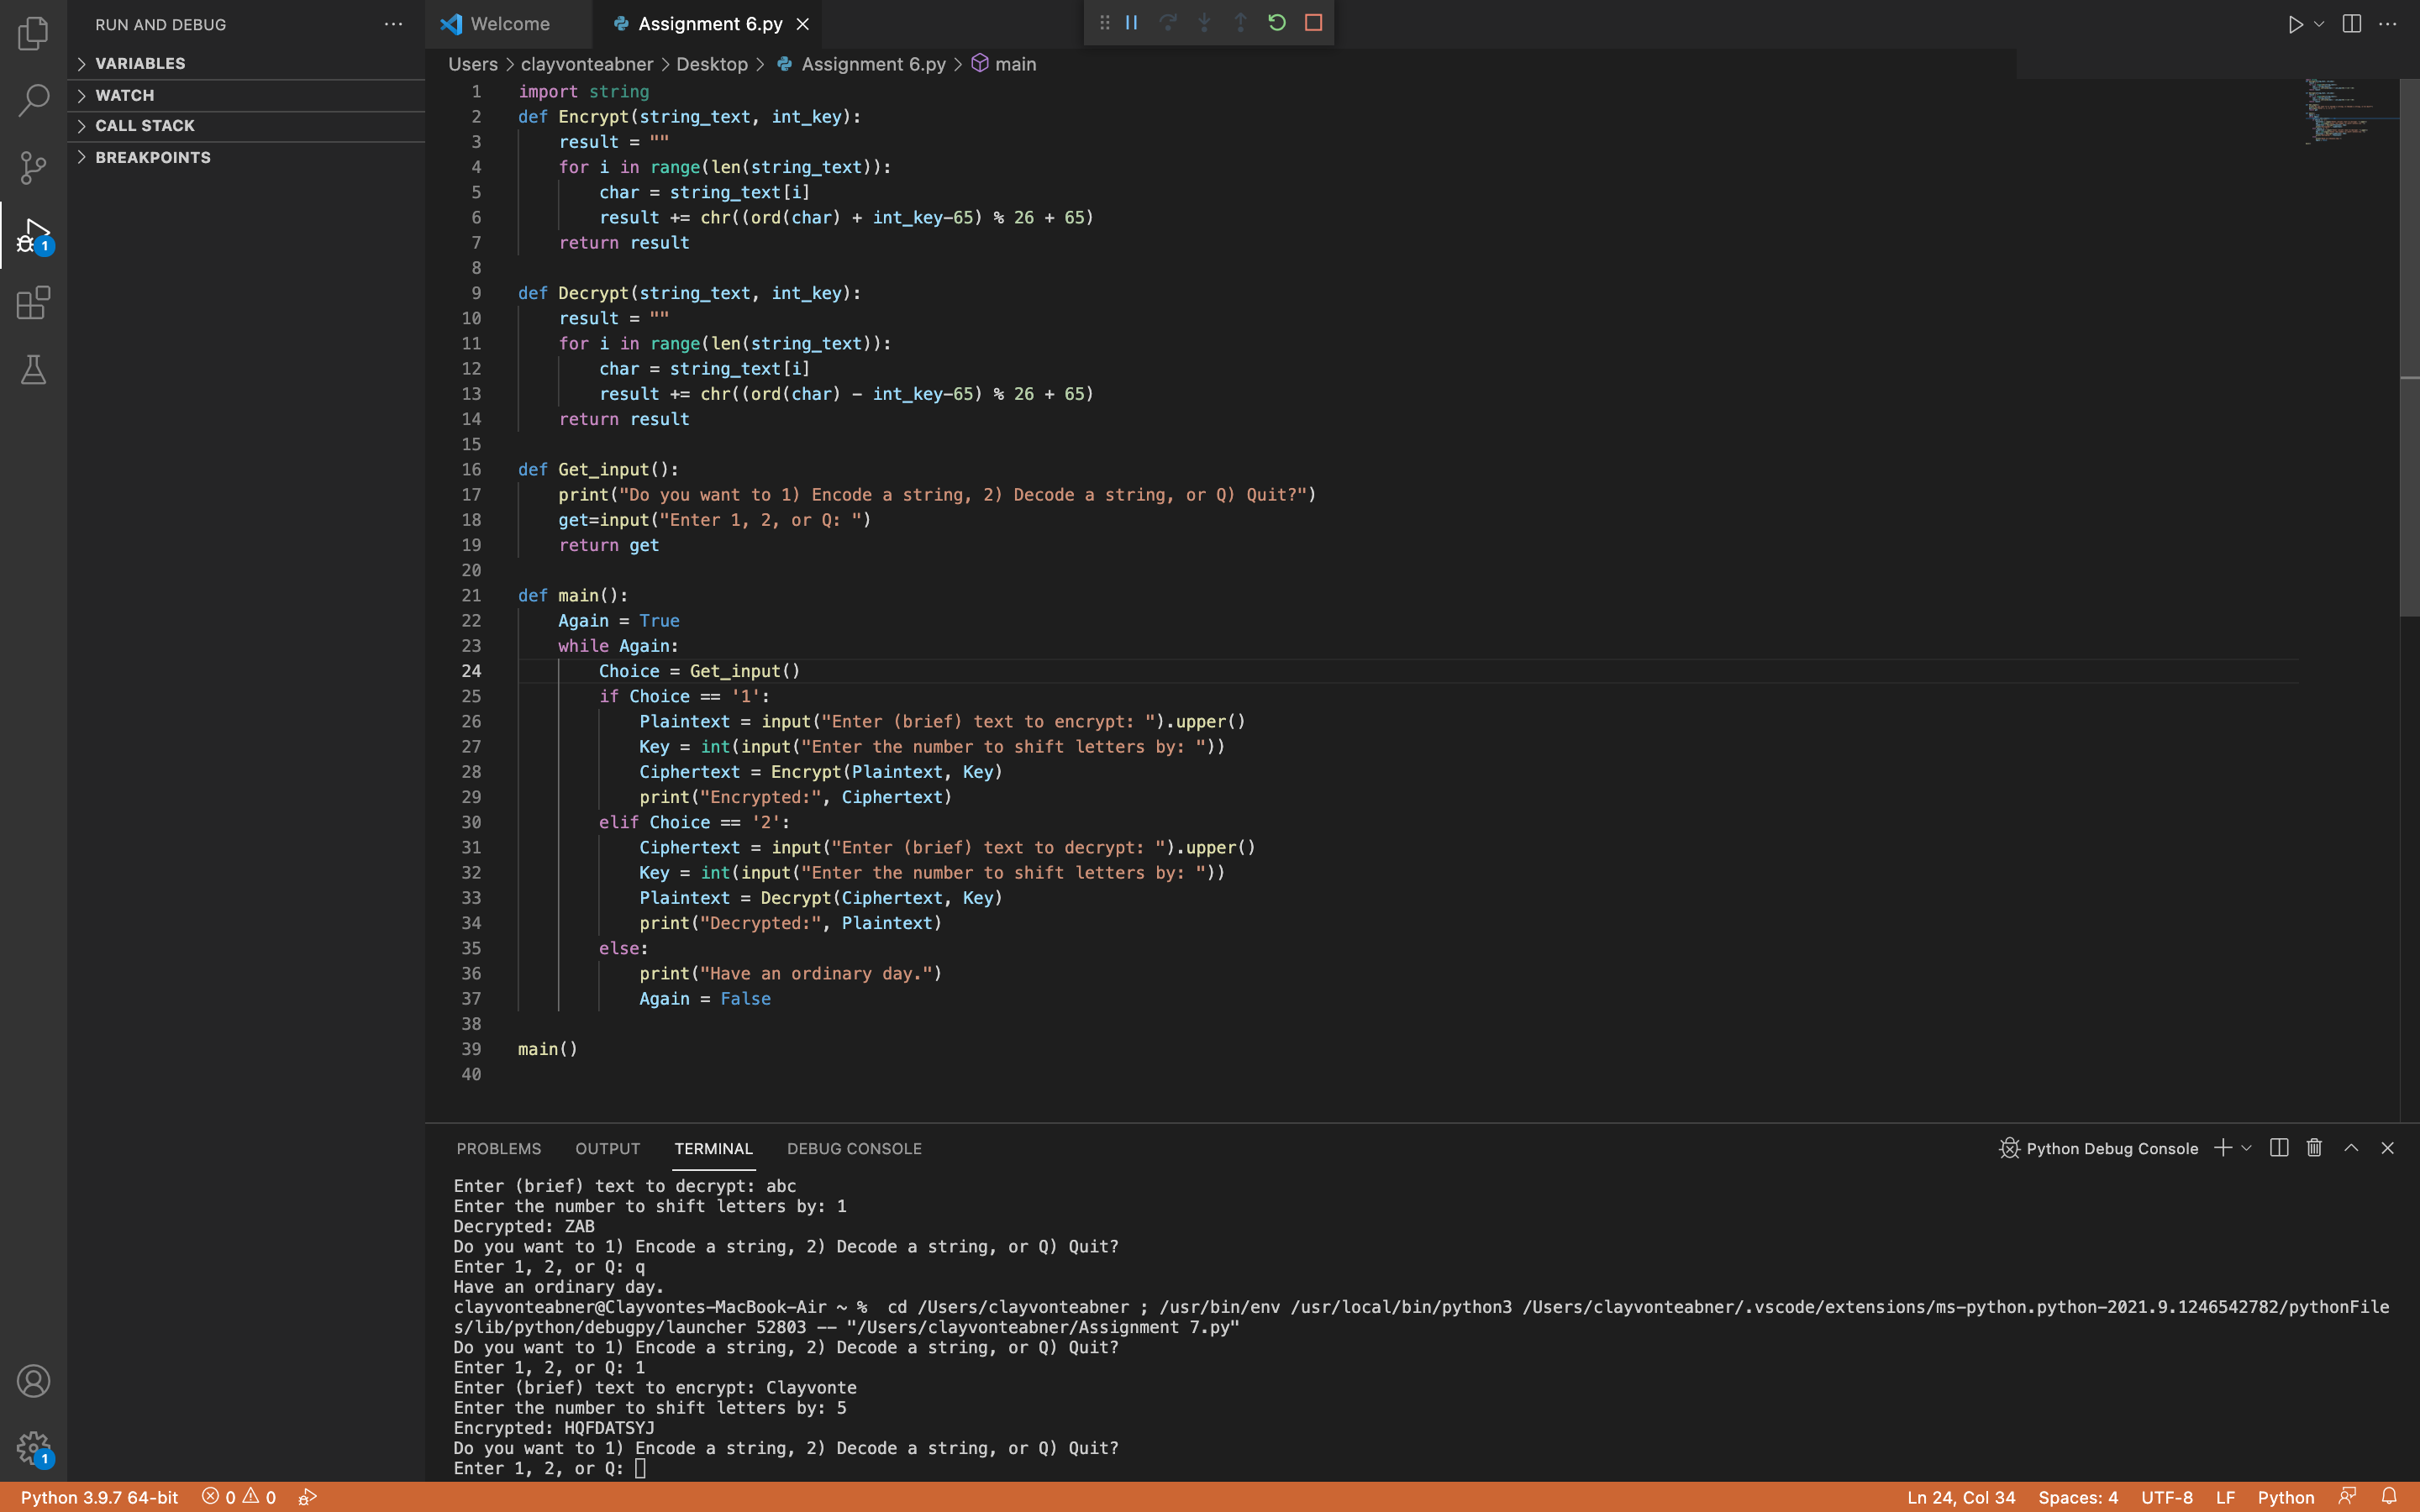 RUN AND DEBUG
VARIABLES
WATCH
CALL STACK
BREAKPOINTS
1
1
Welcome
Assignment 6.py
Users > clayvonteabner > Desktop > Assignment 6.py > main
1 import string
2 def Encrypt(string_text, int_key):
3     result = ""
4     for i in range(len(string_text)):
5         char = string_text[i]
6         result += chr((ord(char) + int_key-65) % 26 + 65)
7     return result
8
9 def Decrypt(string_text, int_key):
10     result = ""
11     for i in range(len(string_text)):
12         char = string_text[i]
13         result += chr((ord(char) - int_key-65) % 26 + 65)
14     return result
15
16 def Get_input():
17     print("Do you want to 1) Encode a string, 2) Decode a string, or Q) Quit?")
18     get=input("Enter 1, 2, or Q: ")
19     return get
20
21 def main():
22     Again = True
23     while Again:
24         Choice = Get_input()
25         if Choice == '1':
26             Plaintext = input("Enter (brief) text to encrypt: ").upper()
27             Key = int(input("Enter the number to shift letters by: "))
28             Ciphertext = Encrypt(Plaintext, Key)
29             print("Encrypted:", Ciphertext)
30         elif Choice == '2':
31             Ciphertext = input("Enter (brief) text to decrypt: ").upper()
32             Key = int(input("Enter the number to shift letters by: "))
33             Plaintext = Decrypt(Ciphertext, Key)
34             print("Decrypted:", Plaintext)
35         else:
36             print("Have an ordinary day.")
37             Again = False
38
39 main()
40
PROBLEMS OUTPUT TERMINAL DEBUG CONSOLE
Python Debug Console
Enter (brief) text to decrypt: abc
Enter the number to shift letters by: 1
Decrypted: ZAB
Do you want to 1) Encode a string, 2) Decode a string, or Q) Quit?
Enter 1, 2, or Q: q
Have an ordinary day.
clayvonteabner@Clayvontes-MacBook-Air ~ %  cd /Users/clayvonteabner ; /usr/bin/env /usr/local/bin/python3 /Users/clayvonteabner/.vscode/extensions/ms-python.python-2021.9.1246542782/pythonFile
s/lib/python/debugpy/launcher 52803 -- "/Users/clayvonteabner/Assignment 7.py"
Do you want to 1) Encode a string, 2) Decode a string, or Q) Quit?
Enter 1, 2, or Q: 1
Enter (brief) text to encrypt: Clayvonte
Enter the number to shift letters by: 5
Encrypted: HQFDATSYJ
Do you want to 1) Encode a string, 2) Decode a string, or Q) Quit?
Enter 1, 2, or Q:
Python 3.9.7 64-bit 0 0 Ln 24, Col 34 Spaces: 4 UTF-8 LF Python